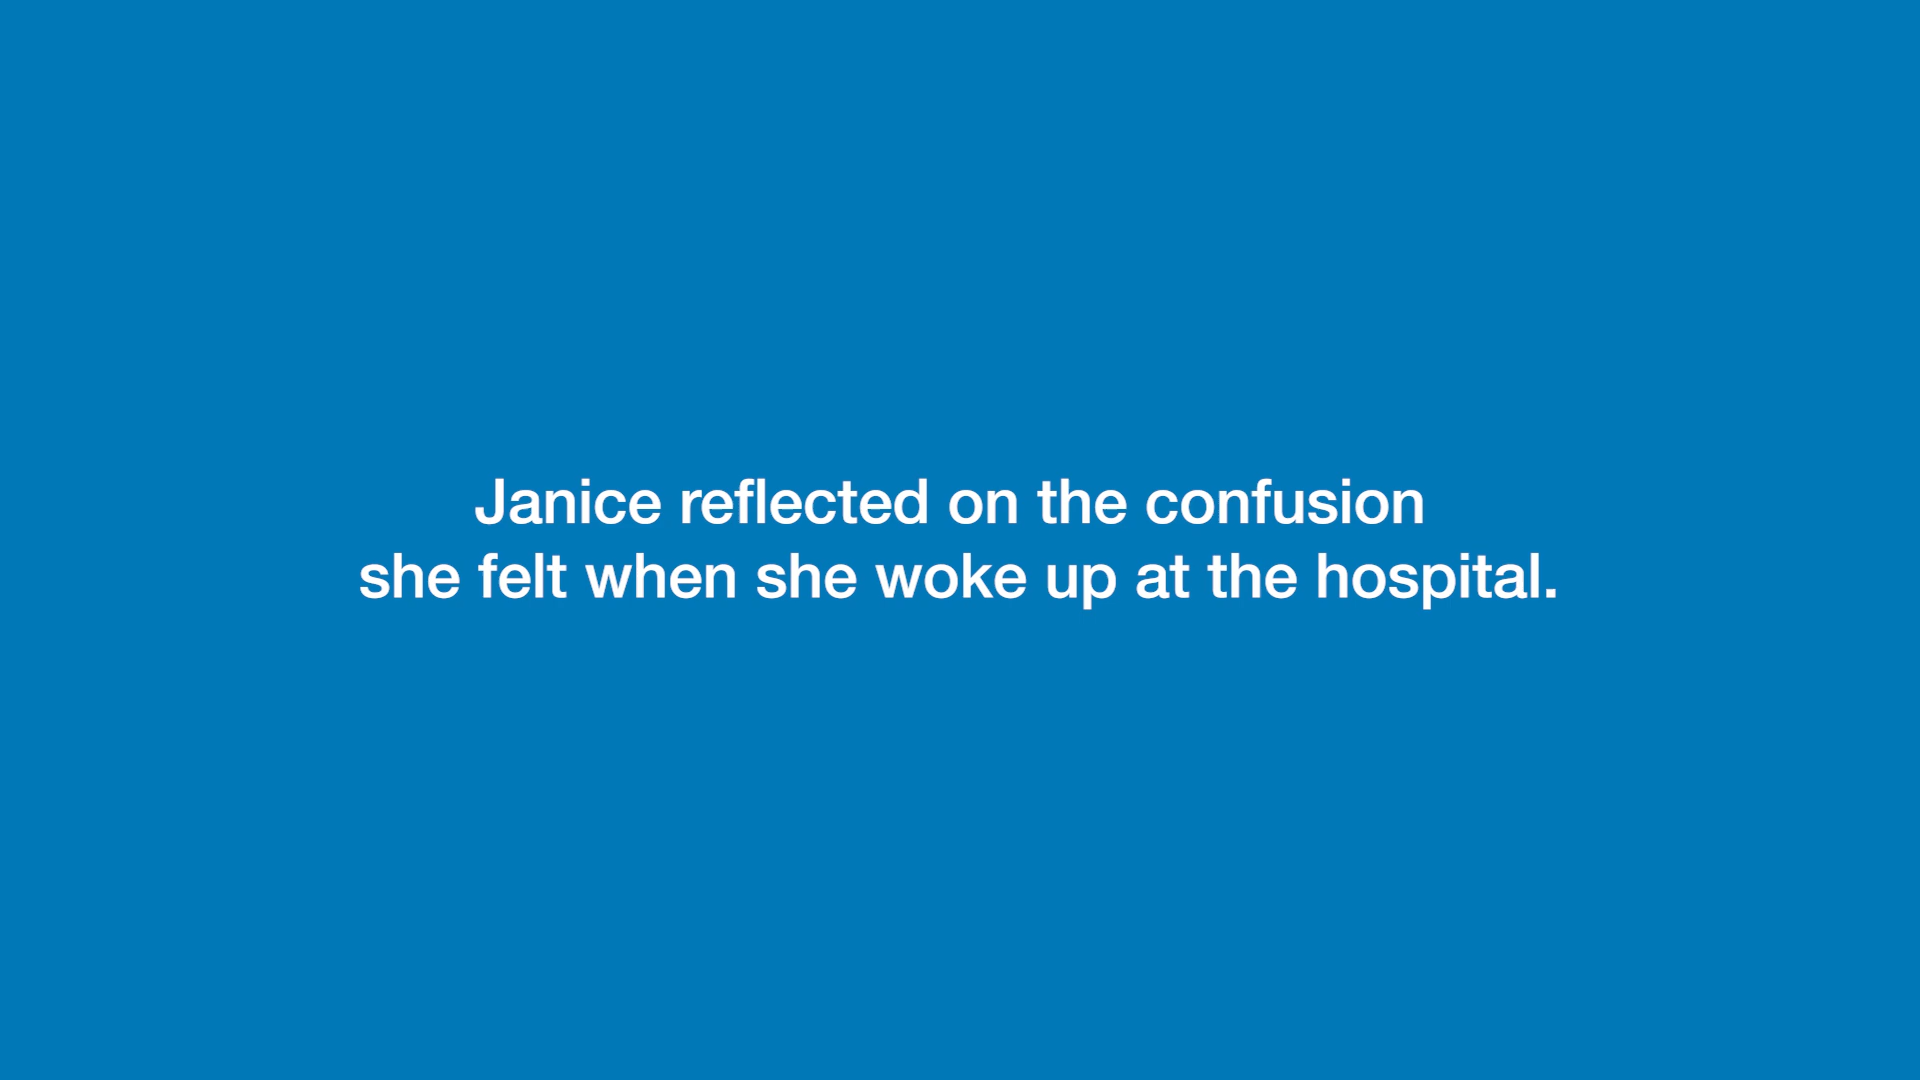 Janice reflected on the confusion
she felt when she woke up at the hospital.